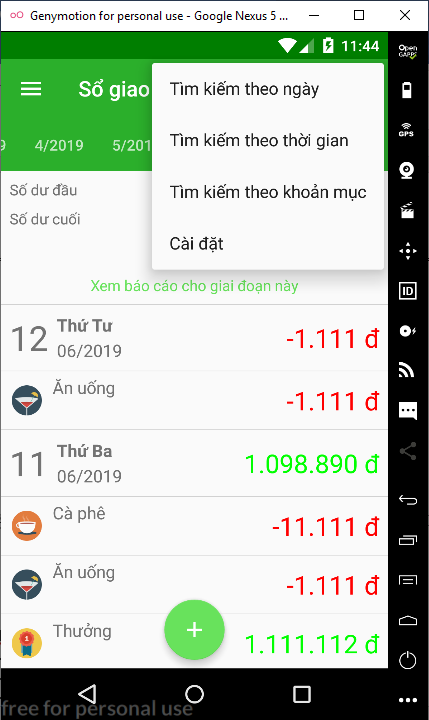 Genymotion for personal use - Google Nexus 5 ...
11:44
Open
GAPPS
Sổ giao
Tìm kiếm theo ngày
Tìm kiếm theo thời gian
Tìm kiếm theo khoản mục
Cài đặt
9
4/2019
5/201
GPS
Số dư đầu
Số dư cuối
ID
Xem báo cáo cho giai đoạn này
12
Thứ Tư
06/2019
-1.111 đ
Ăn uống
-1.111 đ
11
Thứ Ba
06/2019
1.098.890 đ
Cà phê
-11.111 đ
Ăn uống
-1.111 đ
1
Thưởng
+
1.111.112 đ
free for personal use